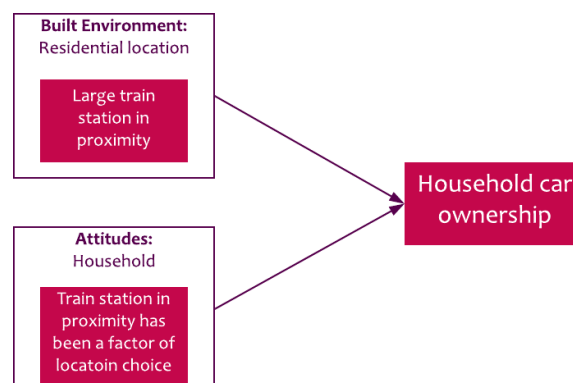 Built Environment:
Residential location
Large train
station in
proximity
Household car
ownership
Attitudes:
Household
Train station in
proximity has
been a factor of
locatoin choice